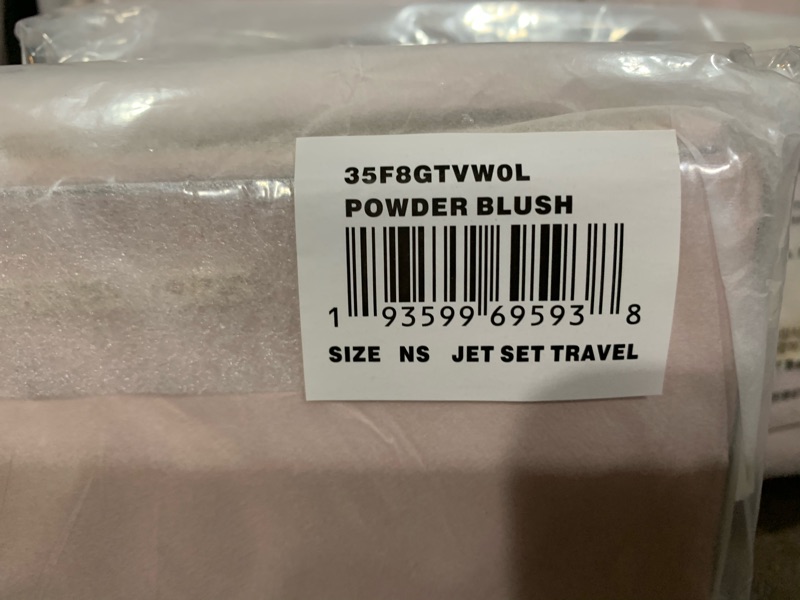 35F8GTVW0L
POWDER BLUSH
1 93599 69593 8
SIZE NS JET SET TRAVEL